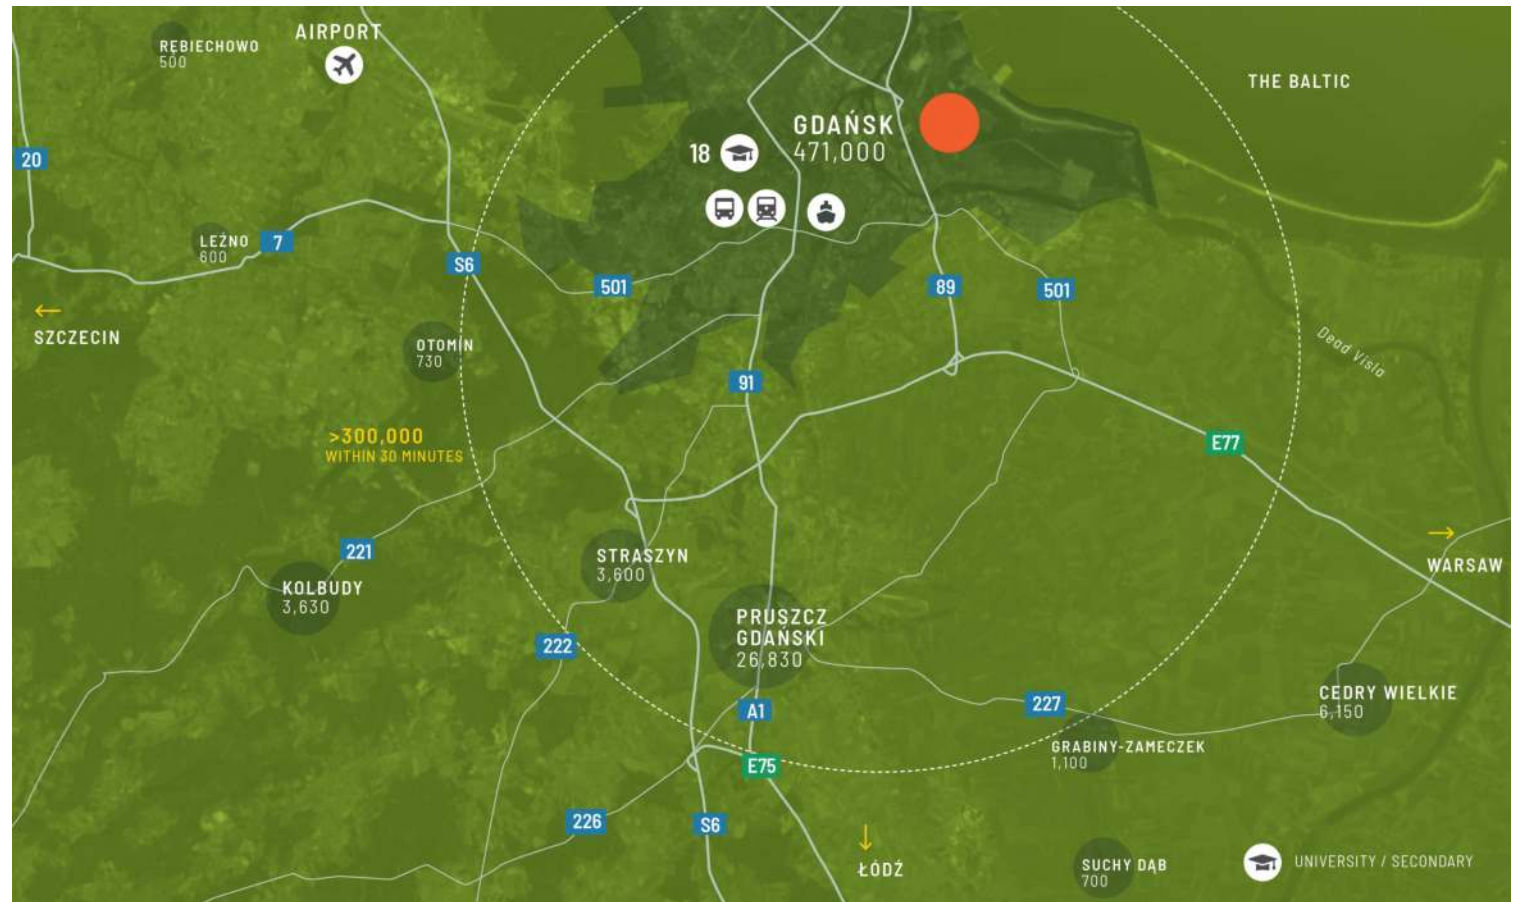 RĘBIECHOWO
500
AIRPORT
THE BALTIC
GDAŃSK
471,000
18
20
LEŹNO
600
7
S6
501
89
501
SZCZECIN
OTOMIN
730
Dead Visla
91
>300,000
WITHIN 30 MINUTES
E77
221
STRASZYN
3,600
WARSAW
KOLBUDY
3,630
PRUSZCZ
GDAŃSKI
26,830
222
CEDRY WIELKIE
6,150
227
A1
GRABINY-ZAMECZEK
1,100
E75
226
S6
ŁÓDŹ
SUCHY DĄB
700
UNIVERSITY / SECONDARY